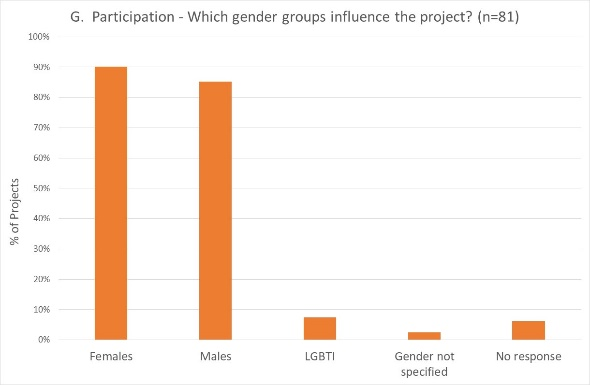 G.  Participation - Which gender groups influence the project? (n=81)
100%
90%
80%
70%
60%
50%
40%
30%
20%
10%
0%
% of Projects
Females
Males
LGBTI
Gender not
specified
No response